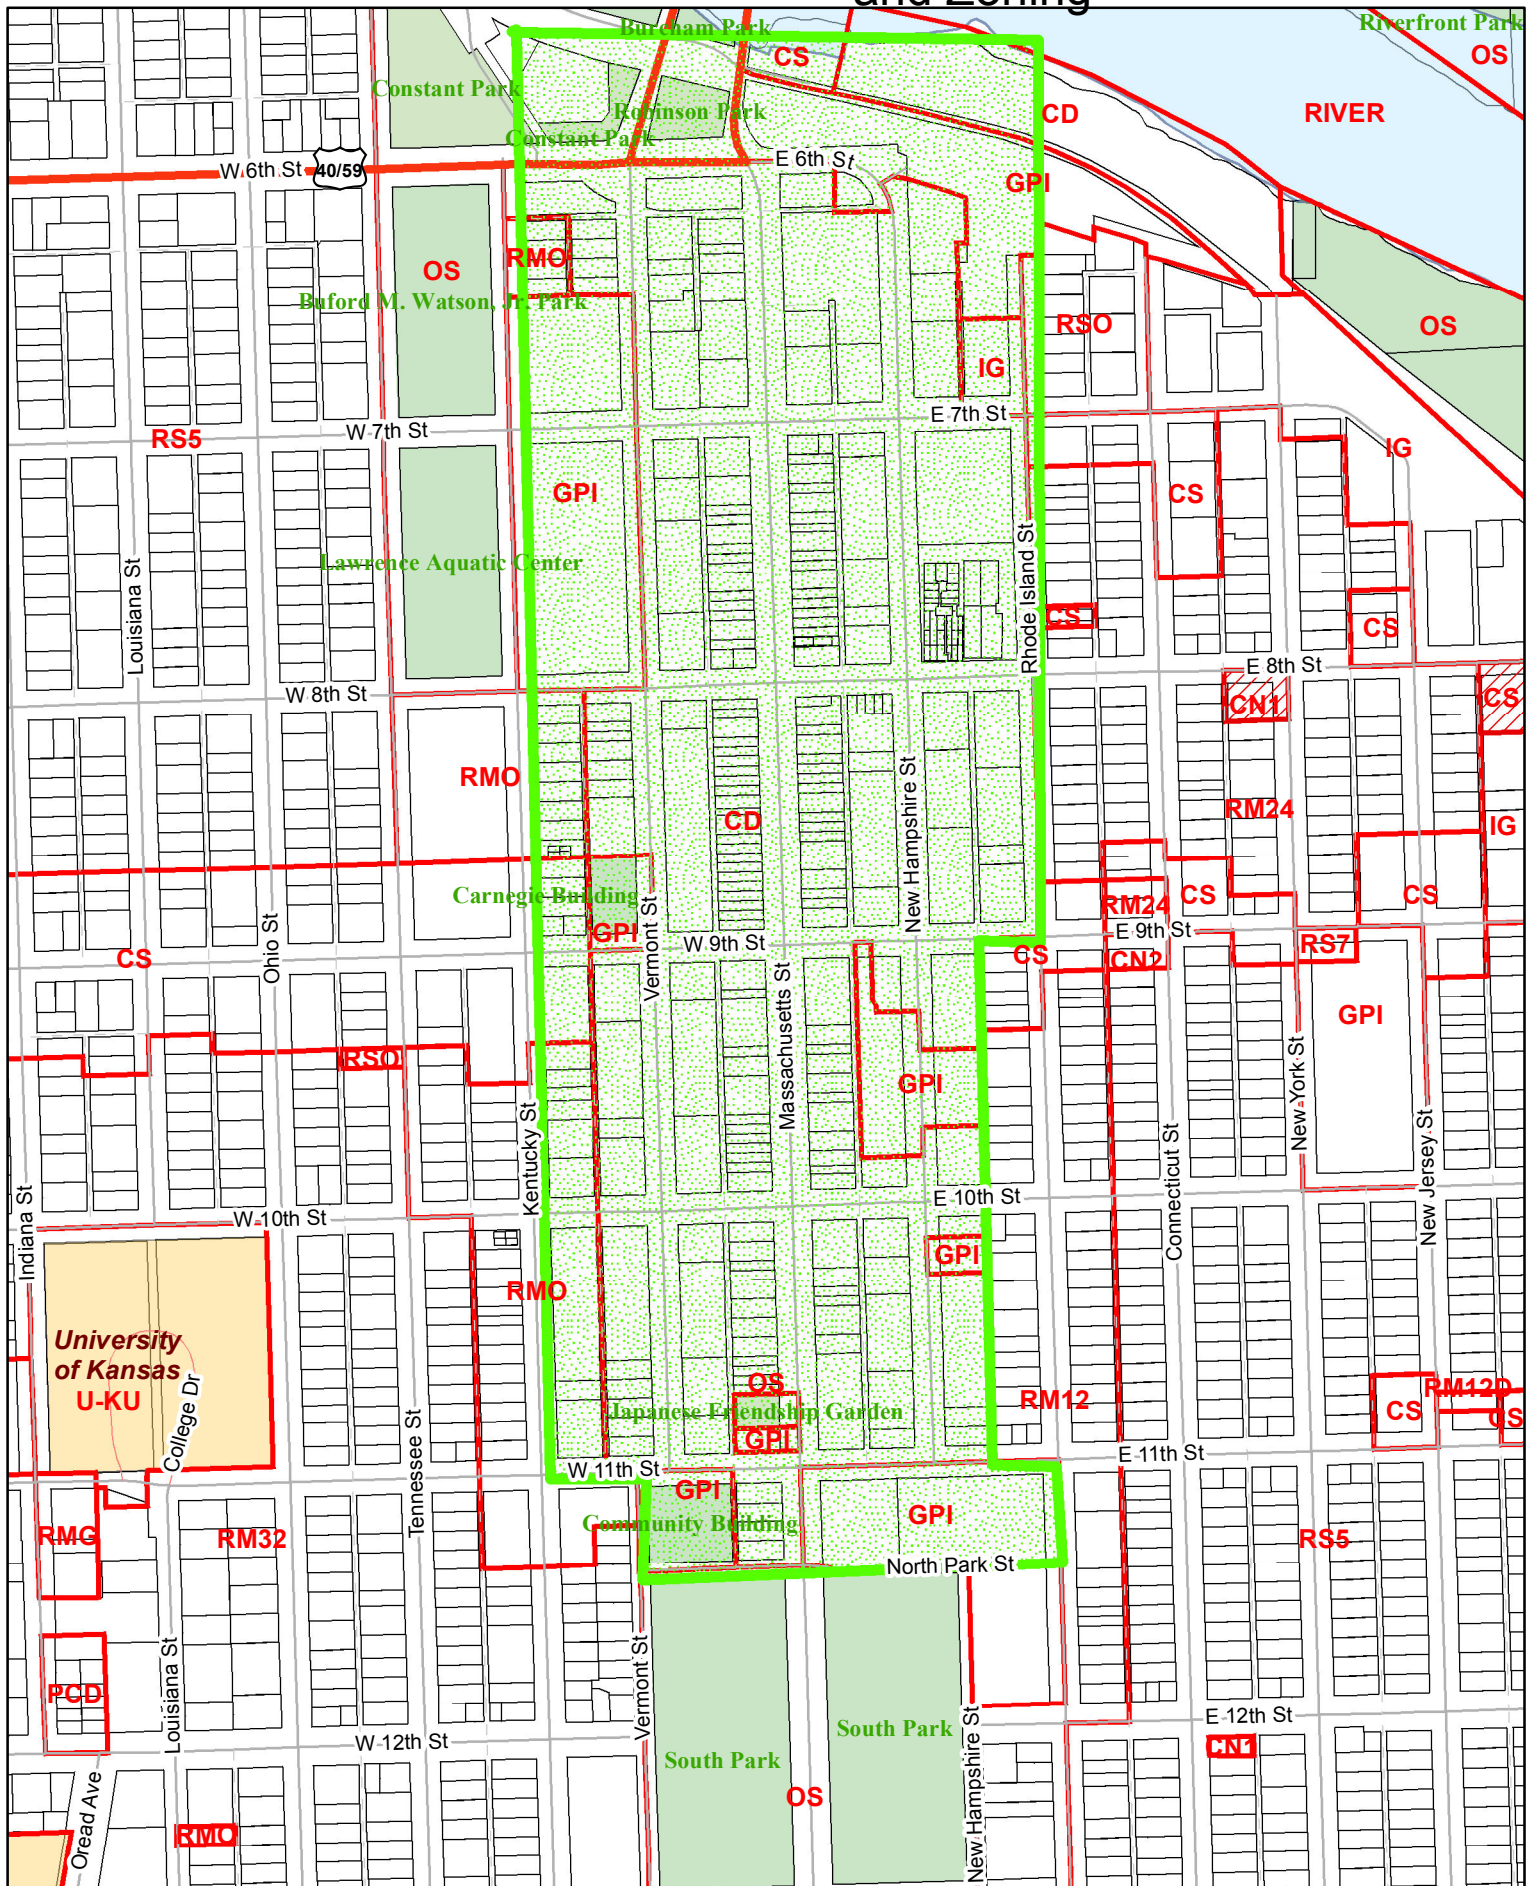 and Zoning
Burcham Park
Riverfront Park
CS
OS
Constant Park
Robinson Park
CD
RIVER
Constant Park
W 6th St
40/59
E 6th St
GPI
RMO
OS
Buford M. Watson, Jr. Park
RSO
OS
IG
E 7th St
W 7th St
RS5
IG
GPI
CS
Lawrence Aquatic Center
Louisiana St
Rhode Island St
CS
CS
E 8th St
W 8th St
CN1
CS
RMO
New Hampshire St
CD
RM24
IG
Carnegie Building
RM24
CS
CS
GPI
Vermont St
W 9th St
E 9th St
RS7
CS
Ohio St
CS
CN2
Massachusetts St
GPI
RSO
GPI
New York St
Kentucky St
Connecticut St
New Jersey St
Indiana St
E 10th St
W 10th St
GPI
RMO
University
of Kansas
U-KU
College Dr
OS
Japanese Friendship Garden
GPI
RM12
RM12D
CS
CS
Tennessee St
E 11th St
W 11th St
GPI
GPI
Community Building
RMG
RM32
RS5
North Park St
Louisiana St
Vermont St
PCD
New Hampshire St
E 12th St
W 12th St
South Park
South Park
CN1
OS
Oread Ave
RMO